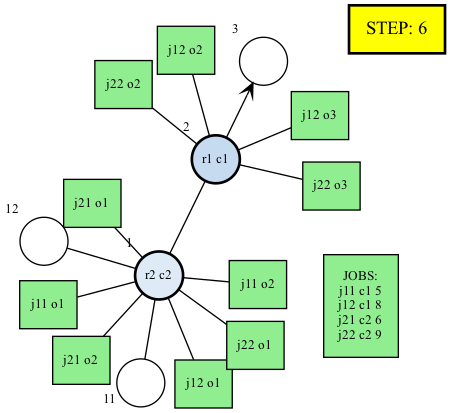 3
STEP: 6
j12 o2
j22 o2
j12 o3
2
r1 c1
j22 o3
j21 o1
12
1
r2 c2
j11 o2
j11 o1
JOBS:
j11 c1 5
j12 c1 8
j21 c2 6
j22 c2 9
j22 o1
j21 o2
j12 o1
11